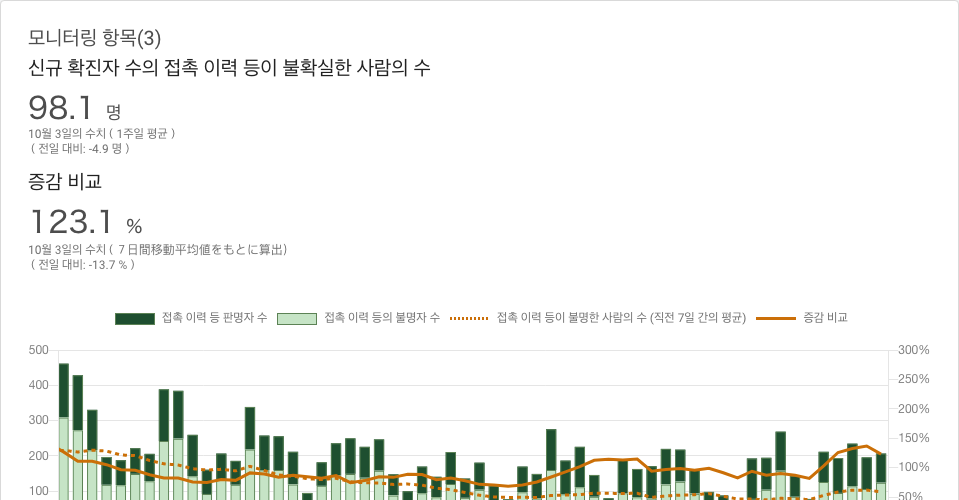 모니터링 항목(3)
신규 확진자 수의 접촉 이력 등이 불확실한 사람의 수
98.1 명
10월 3일의 수치 ( 1주일 평균 )
( 전일 대비: -4.9 명 )
증감 비교
123.1 %
10월 3일의 수치 ( ７日間移動平均値をもとに算出)
( 전일 대비: -13.7 % )
접촉 이력 등 판명자 수 접촉 이력 등의 불명자 수 접촉 이력 등이 불명한 사람의 수 (직전 7일 간의 평균) 증감 비교
500 300%
250%
400
200%
300
150%
200
100%
100
50%